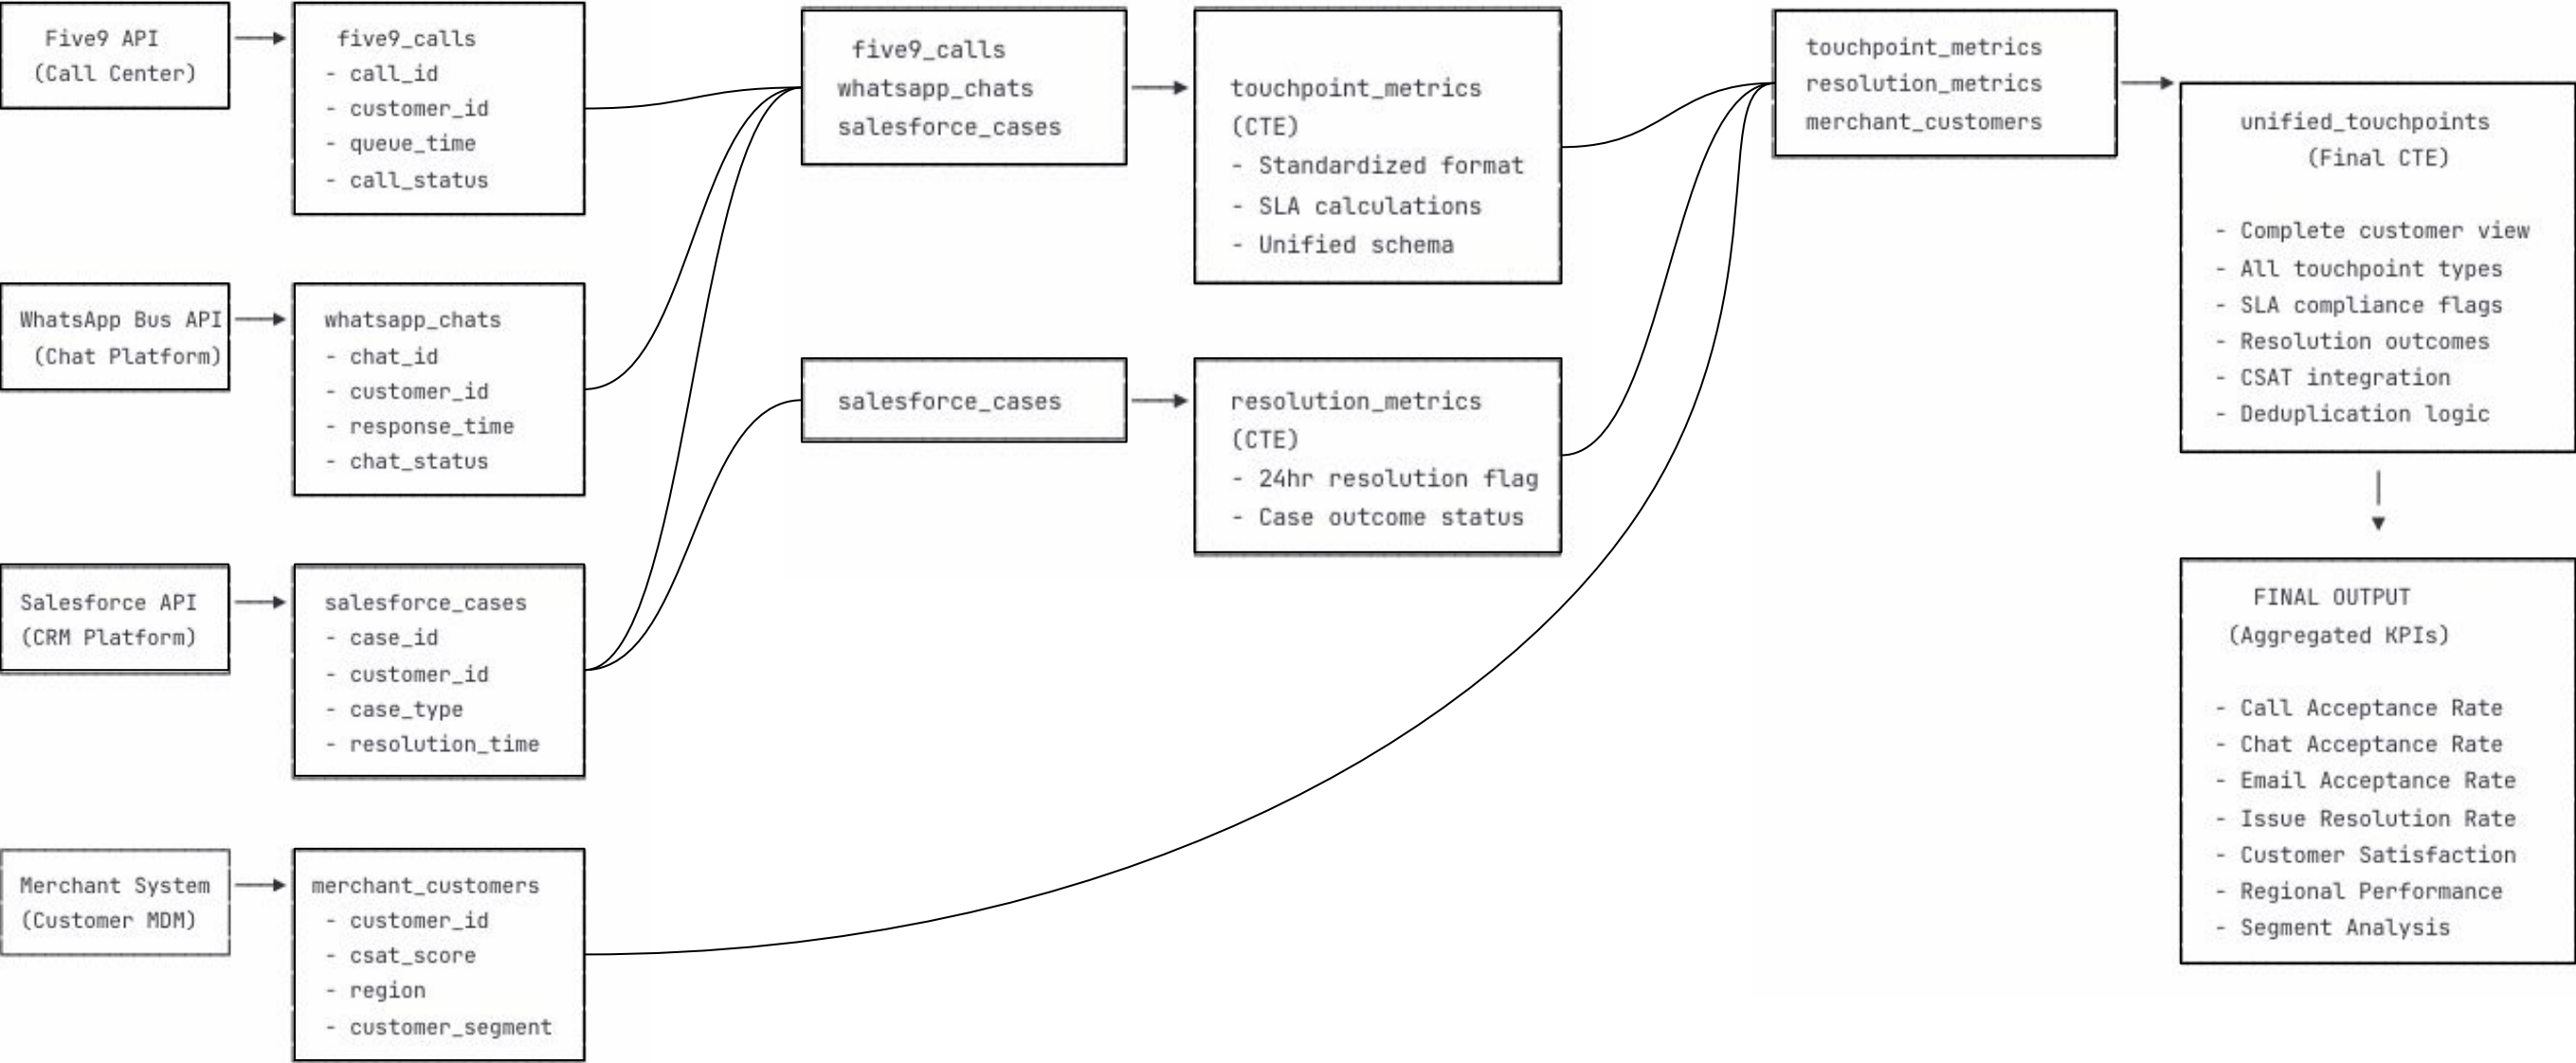 Five9 API
(Call Center)
five9_calls
- call_id
- customer_id
- queue_time
- call_status
WhatsApp Bus API
(Chat Platform)
whatsapp_chats
- chat_id
- customer_id
- response_time
- chat_status
Salesforce API
(CRM Platform)
salesforce_cases
- case_id
- customer_id
- case_type
- resolution_time
Merchant System
(Customer MDM)
merchant_customers
- customer_id
- csat_score
- region
- customer_segment
five9_calls
whatsapp_chats
salesforce_cases
touchpoint_metrics
(CTE)
- Standardized format
- SLA calculations
- Unified schema
salesforce_cases
resolution_metrics
(CTE)
- 24hr resolution flag
- Case outcome status
touchpoint_metrics
resolution_metrics
merchant_customers
unified_touchpoints
(Final CTE)
- Complete customer view
- All touchpoint types
- SLA compliance flags
- Resolution outcomes
- CSAT integration
- Deduplication logic
FINAL OUTPUT
(Aggregated KPIs)
- Call Acceptance Rate
- Chat Acceptance Rate
- Email Acceptance Rate
- Issue Resolution Rate
- Customer Satisfaction
- Regional Performance
- Segment Analysis